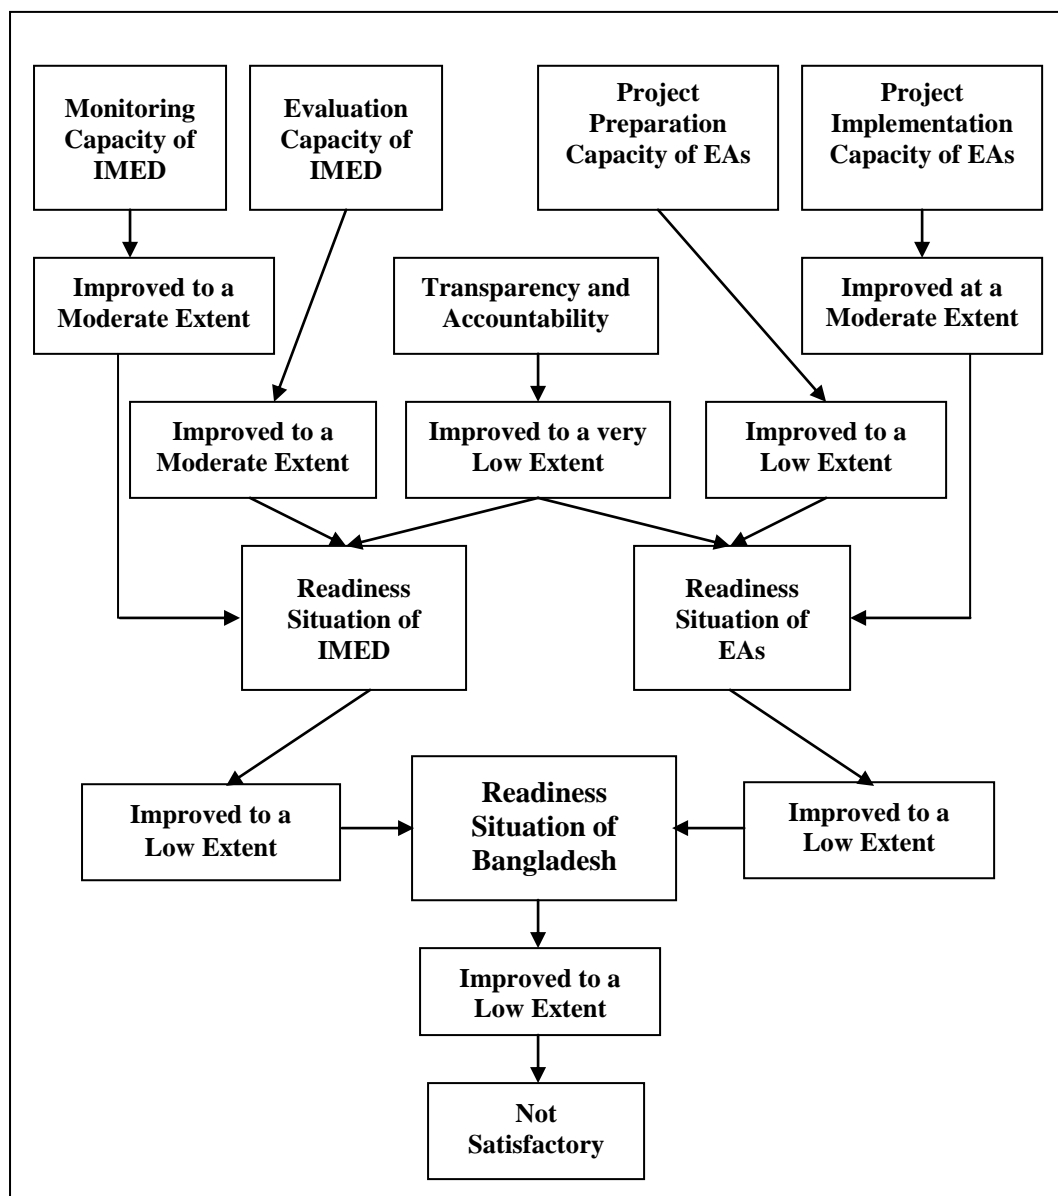 Monitoring
Capacity of
IMED
Evaluation
Capacity of
IMED
Project
Preparation
Capacity of EAs
Project
Implementation
Capacity of EAs
Improved to a
Moderate Extent
Transparency and
Accountability
Improved at a
Moderate Extent
Improved to a
Moderate Extent
Improved to a very
Low Extent
Improved to a
Low Extent
Readiness
Situation of
IMED
Readiness
Situation of
EAs
Improved to a
Low Extent
Readiness
Situation of
Bangladesh
Improved to a
Low Extent
Improved to a
Low Extent
Not
Satisfactory